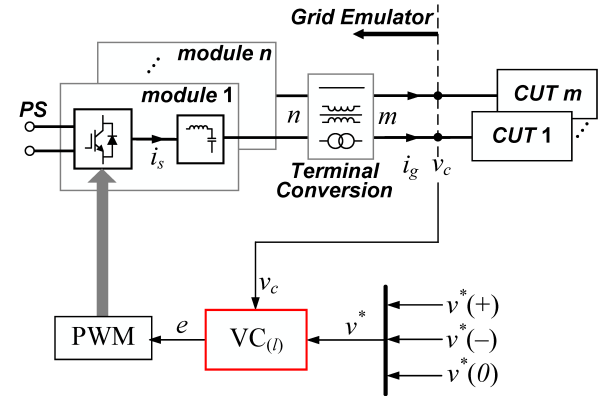 Grid Emulator
module n
module 1
PS
i_s
n
m
Terminal
Conversion
i_g
v_c
CUT m
CUT 1
v_c
PWM
e
VC_(l)
v^*
v^*(+)
v^*(–)
v^*(0)